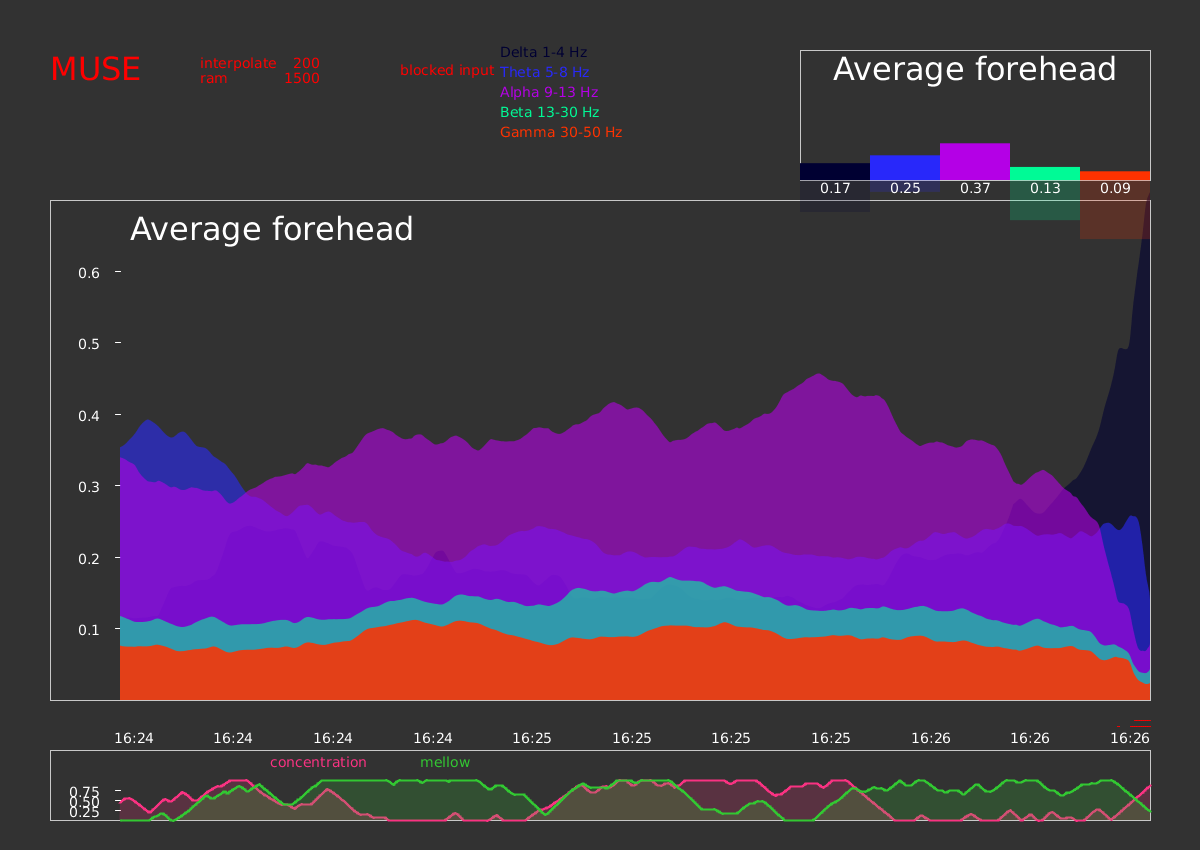 MUSE
interpolate 200
ram 1500
blocked input
Delta 1-4 Hz
Theta 5-8 Hz
Alpha 9-13 Hz
Beta 13-30 Hz
Gamma 30-50 Hz
Average forehead
0.17 0.25 0.37 0.13 0.09
Average forehead
0.6
0.5
0.4
0.3
0.2
0.1
16:24 16:24 16:24 16:24 16:25 16:25 16:25 16:25 16:26 16:26 16:26
concentration mellow
0.75
0.50
0.25